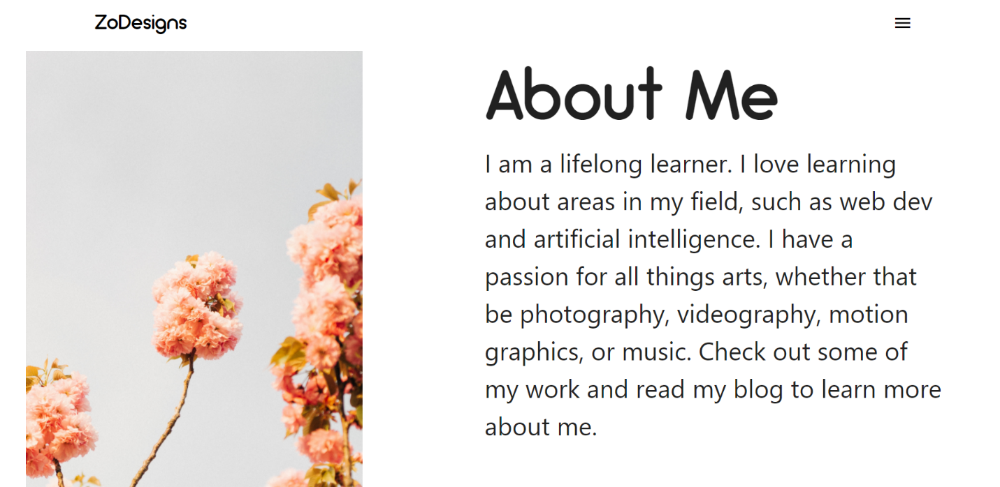 ZoDesigns
About Me
I am a lifelong learner. I love learning
about areas in my field, such as web dev
and artificial intelligence. I have a
passion for all things arts, whether that
be photography, videography, motion
graphics, or music. Check out some of
my work and read my blog to learn more
about me.